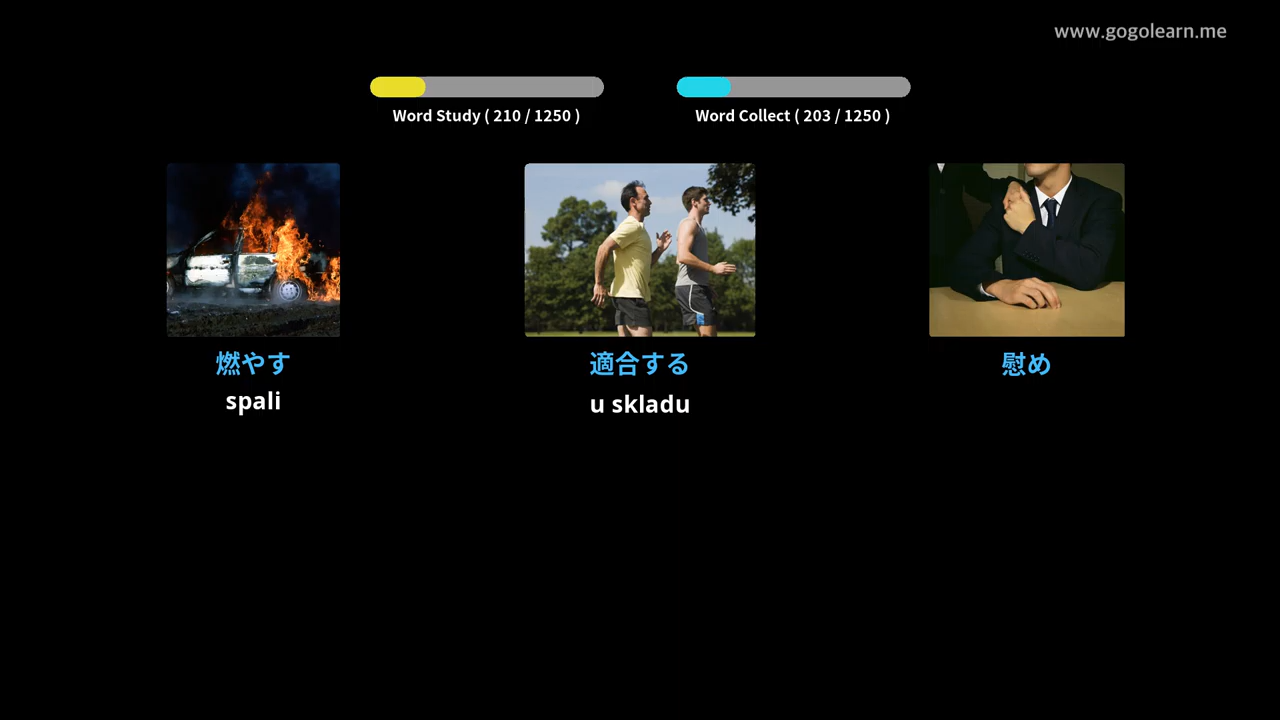 www.gogolearn.me
Word Study ( 210 / 1250 )
Word Collect ( 203 / 1250 )
燃やす
spali
適合する
u skladu
慰め